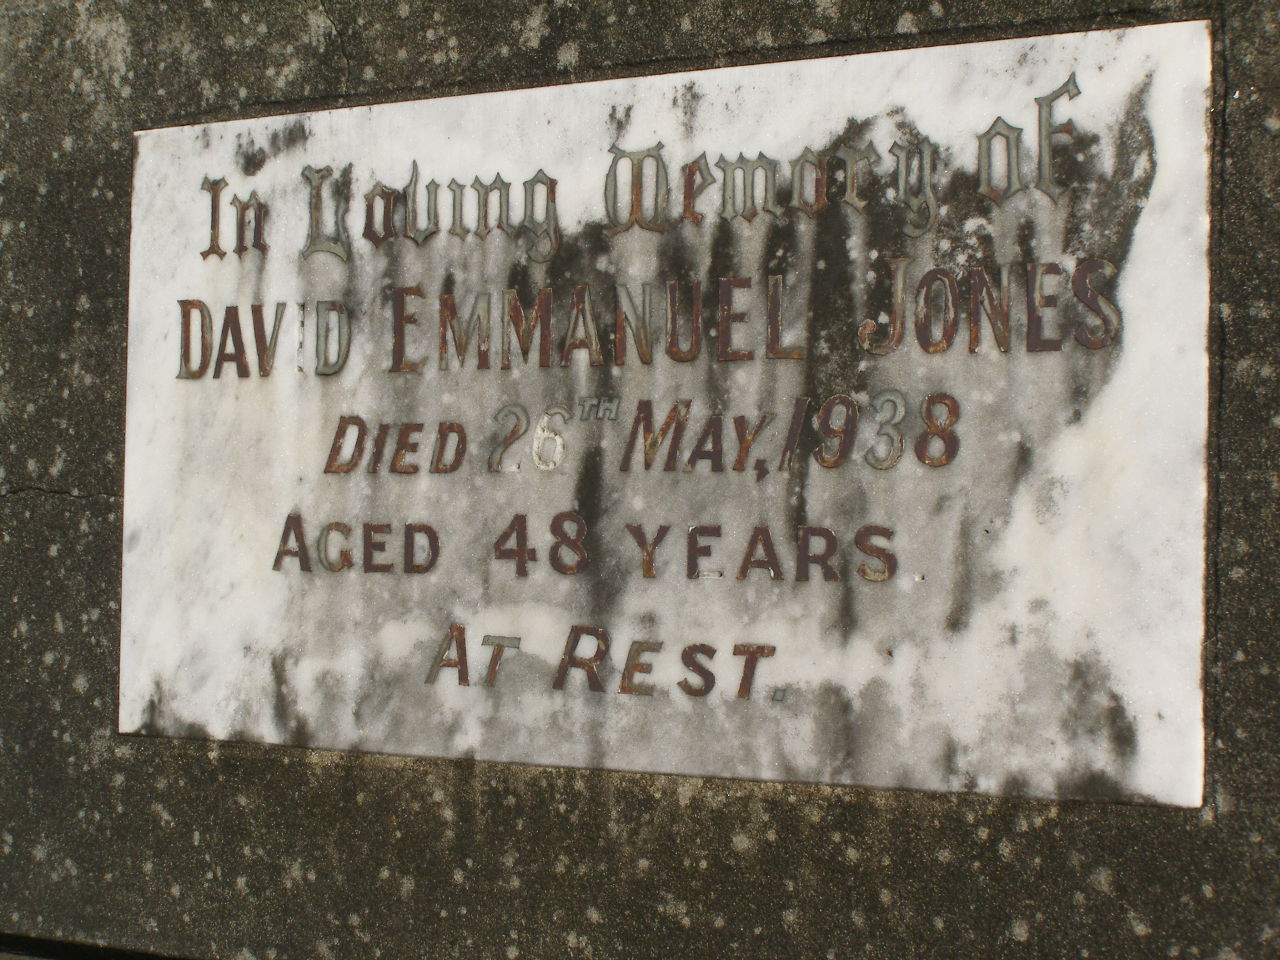 In Loving Memory of
DAVID EMMANUEL JONES
DIED 26TH MAY, 1938
AGED 48 YEARS
AT REST.